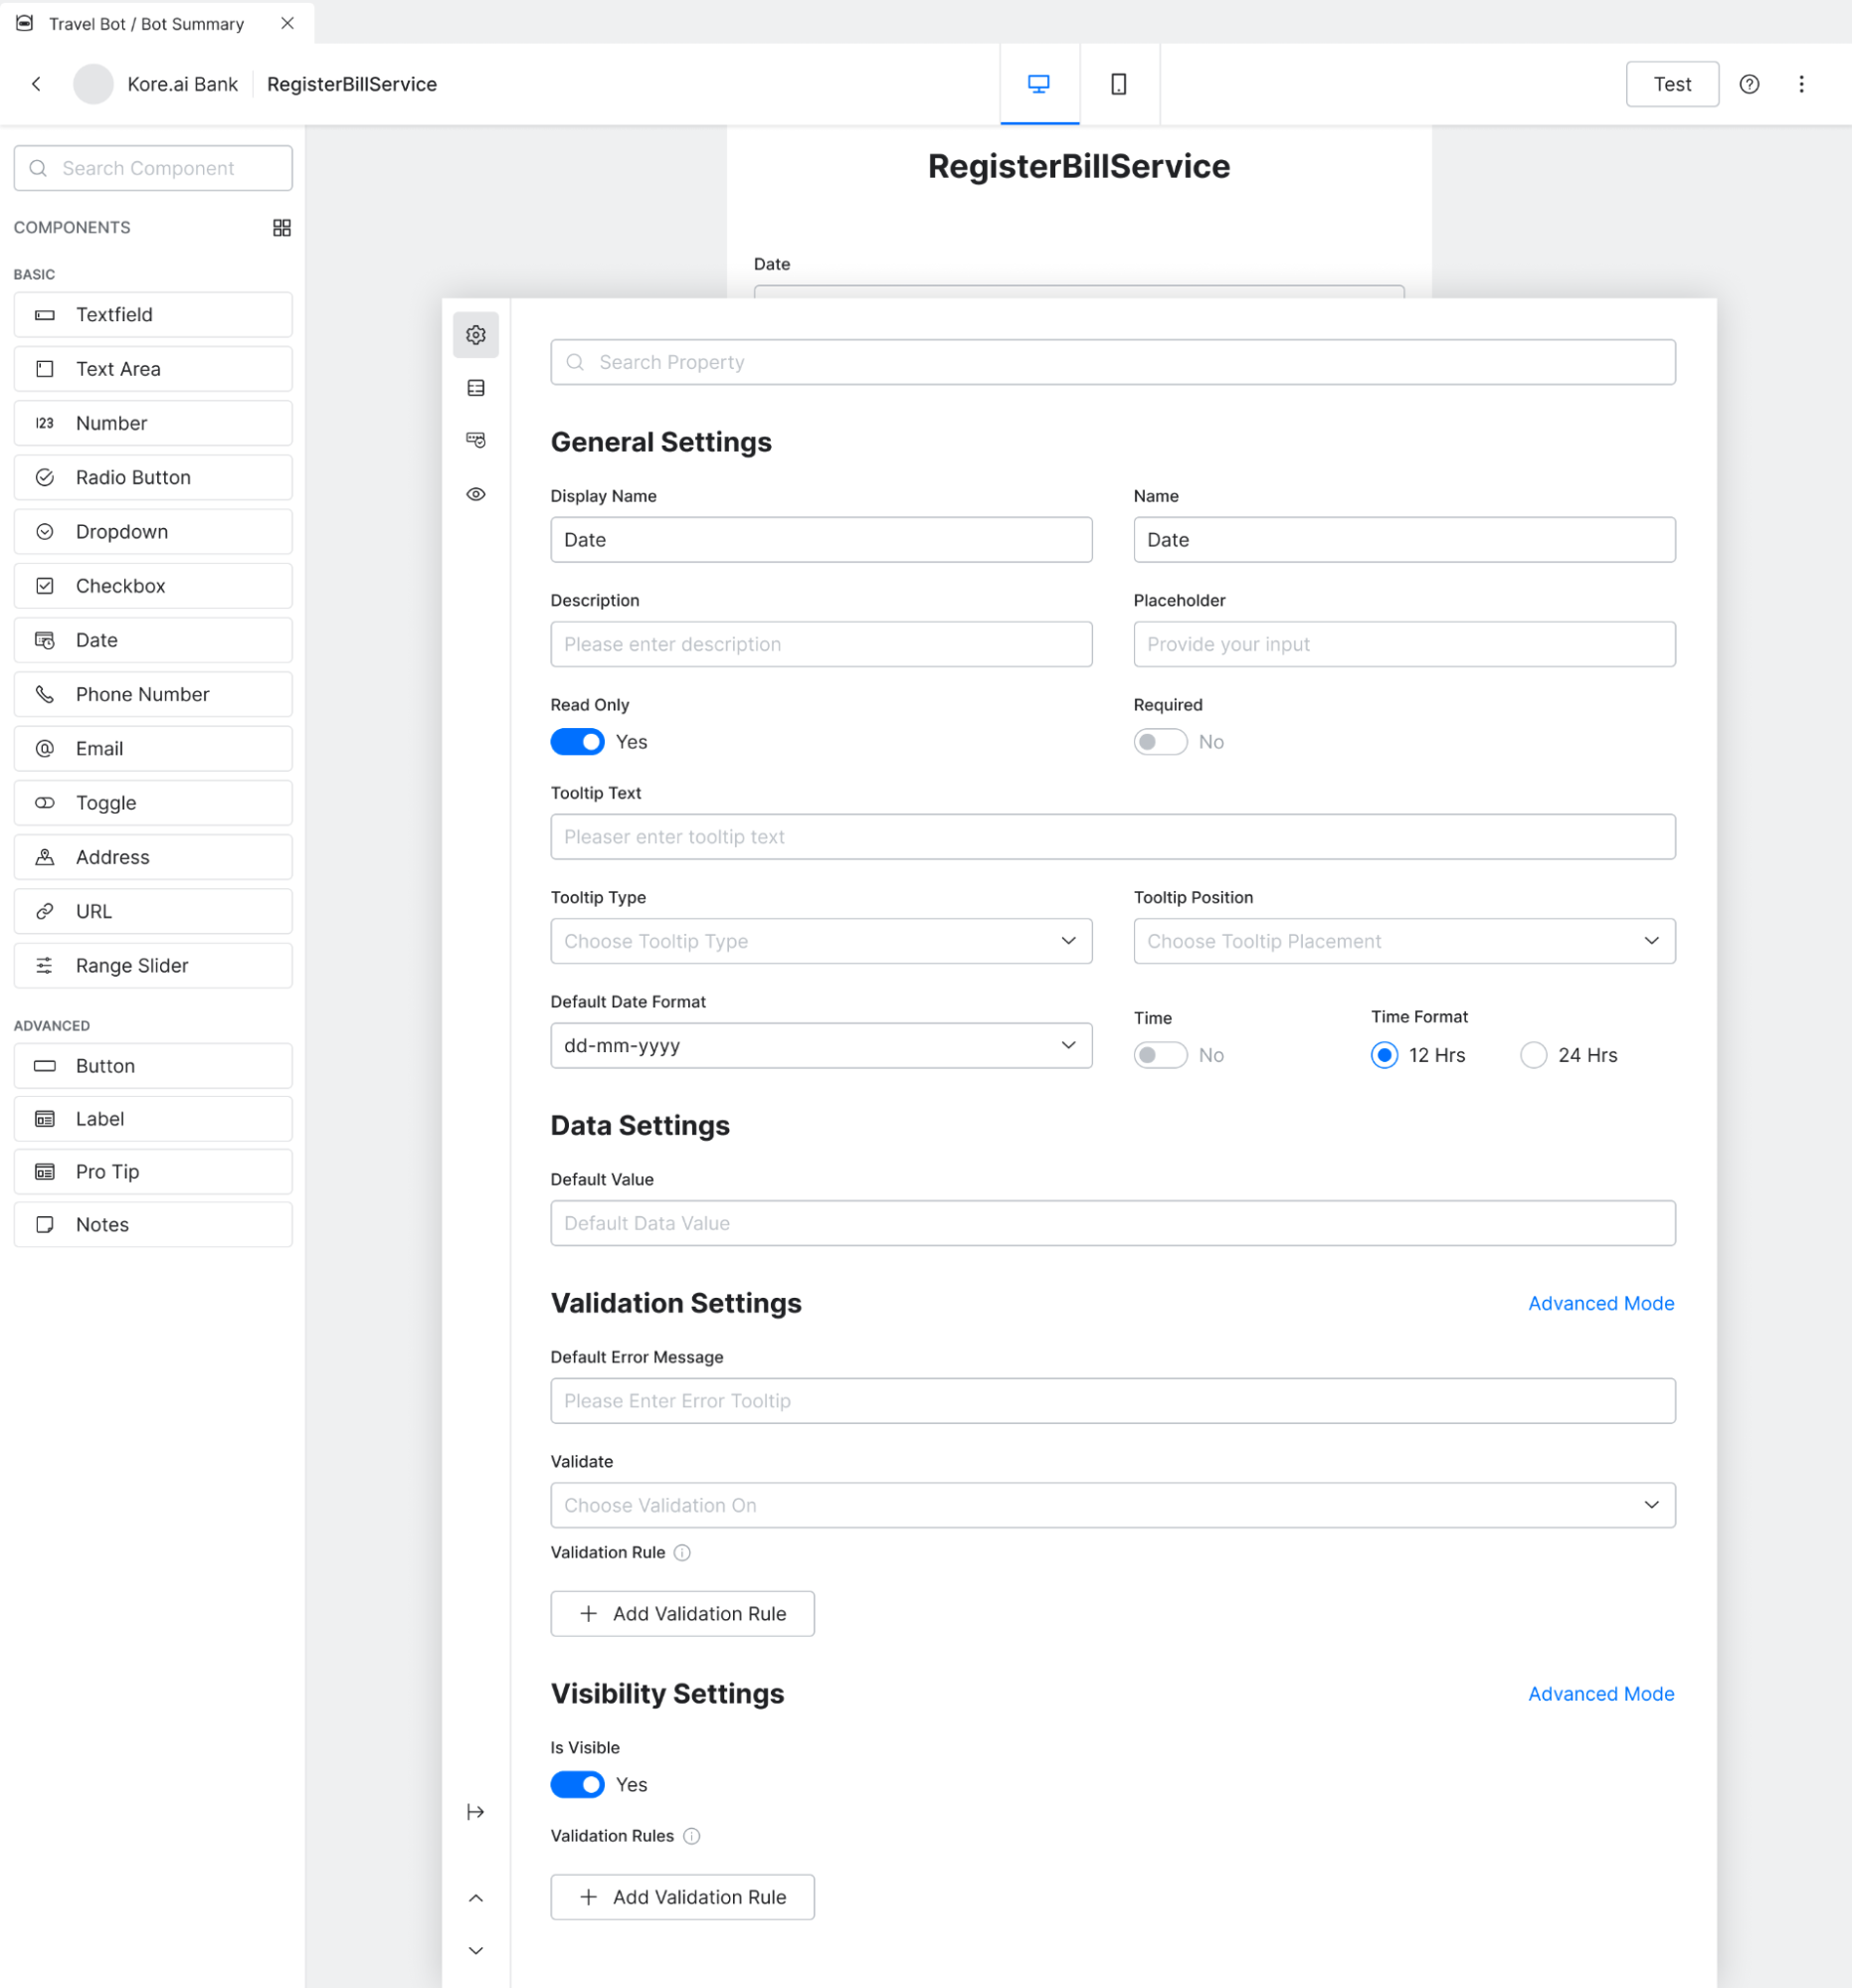 Travel Bot / Bot Summary
Kore.ai Bank RegisterBillService
Test
Search Component
COMPONENTS
BASIC
Textfield
Text Area
123 Number
Radio Button
Dropdown
Checkbox
Date
Phone Number
Email
Toggle
Address
URL
Range Slider
ADVANCED
Button
Label
Pro Tip
Notes
RegisterBillService
Date
Search Property
General Settings
Display Name Name
Date Date
Description Placeholder
Please enter description Provide your input
Read Only Required
Yes No
Tooltip Text
Pleaser enter tooltip text
Tooltip Type Tooltip Position
Choose Tooltip Type Choose Tooltip Placement
Default Date Format Time Time Format
dd-mm-yyyy No 12 Hrs 24 Hrs
Data Settings
Default Value
Default Data Value
Validation Settings Advanced Mode
Default Error Message
Please Enter Error Tooltip
Validate
Choose Validation On
Validation Rule
Add Validation Rule
Visibility Settings Advanced Mode
Is Visible
Yes
Validation Rules
Add Validation Rule